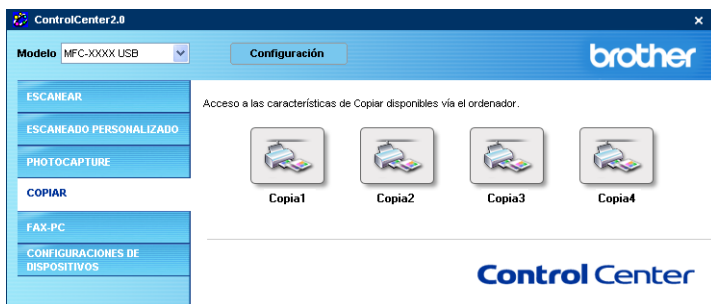 ControlCenter2.0
Modelo MFC-XXXX USB
Configuración
brother
ESCANEAR
ESCANEADO PERSONALIZADO
PHOTOCAPTURE
COPIAR
FAX-PC
CONFIGURACIONES DE
DISPOSITIVOS
Acceso a las características de Copiar disponibles vía el ordenador.
Copia1
Copia2
Copia3
Copia4
Control Center